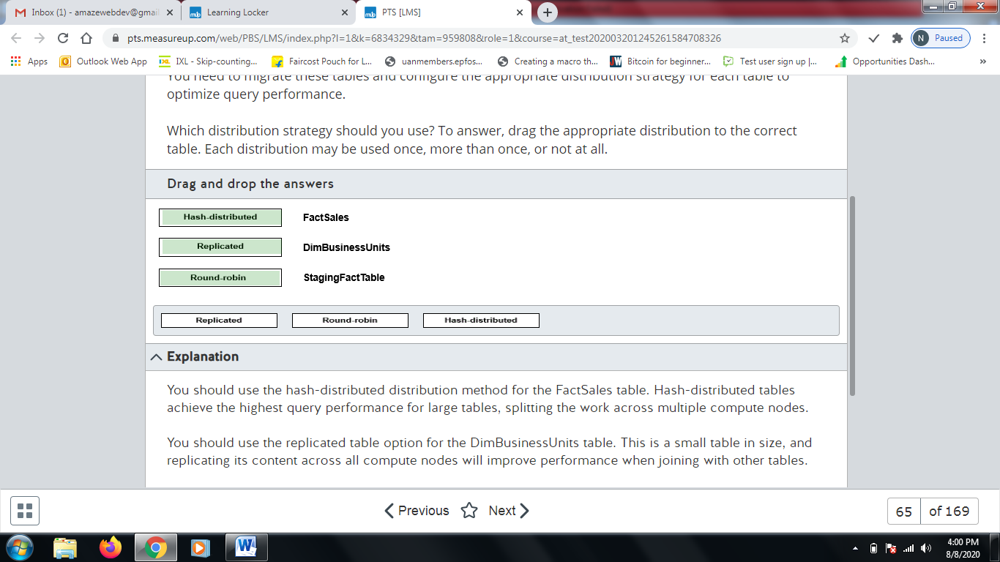 Inbox (1) - amazewebdev@gmail
Learning Locker
PTS [LMS]
pts.measureup.com/web/PBS/LMS/index.php?l=1&k=6834329&tam=959808&role=1&course=at_test202003201245261584708326
N Paused
Apps
Outlook Web App
IXL - Skip-counting...
Faircost Pouch for L...
uanmembers.epfos...
Creating a macro th...
Bitcoin for beginner...
Test user sign up |...
Opportunities Dash...
»
You need to migrate these tables and configure the appropriate distribution strategy for each table to
optimize query performance.
Which distribution strategy should you use? To answer, drag the appropriate distribution to the correct
table. Each distribution may be used once, more than once, or not at all.
Drag and drop the answers
Hash-distributed FactSales
Replicated DimBusinessUnits
Round-robin StagingFactTable
Replicated Round-robin Hash-distributed
Explanation
You should use the hash-distributed distribution method for the FactSales table. Hash-distributed tables
achieve the highest query performance for large tables, splitting the work across multiple compute nodes.
You should use the replicated table option for the DimBusinessUnits table. This is a small table in size, and
replicating its content across all compute nodes will improve performance when joining with other tables.
Previous Next
65 of 169
4:00 PM
8/8/2020